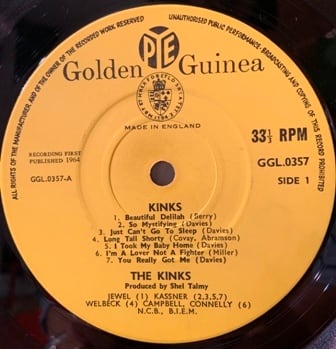 ALL RIGHTS OF THE MANUFACTURER AND OF THE OWNER OF THE RECORDED WORK RESERVED
UNAUTHORISED PUBLIC PERFORMANCE, BROADCASTING AND COPYING OF THIS RECORD PROHIBITED
PYE
Golden Guinea
MADE IN ENGLAND
RECORDING FIRST
PUBLISHED 1964
33⅓ RPM
GGL.0357-A
GGL.0357
SIDE 1
KINKS
1. Beautiful Delilah (Berry)
2. So Mystifying (Davies)
3. Just Can't Go To Sleep (Davies)
4. Long Tall Shorty (Covay, Abramson)
5. I Took My Baby Home (Davies)
6. I'm a Lover Not A Fighter (Miller)
7. You Really Got Me (Davies)
THE KINKS
Produced by Shel Talmy
JEWEL (1) KASSNER (2,3,5,7)
WELBECK (4) CAMPBELL, CONNELLY (6)
N.C.B., B.I.E.M.